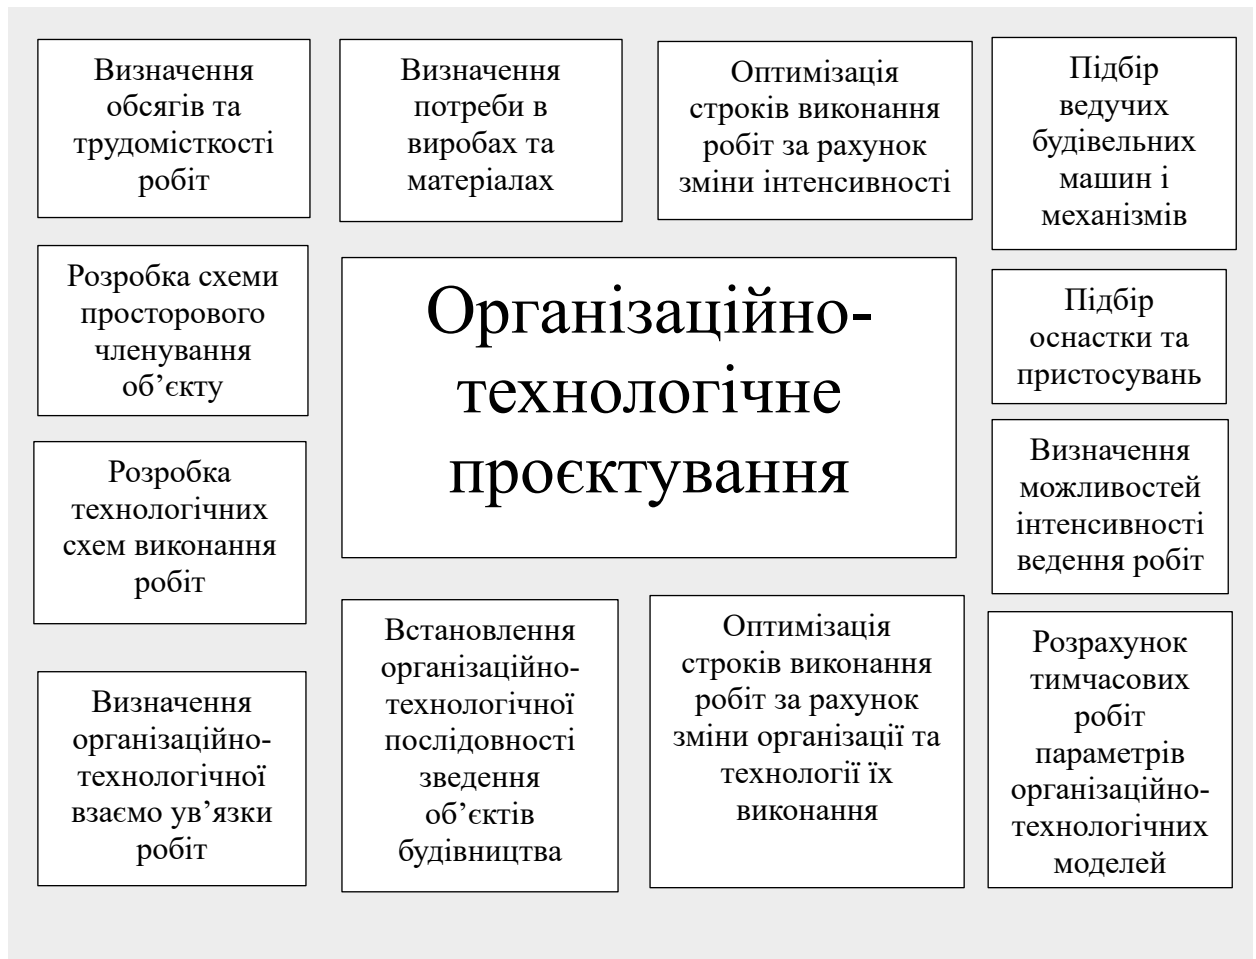 Визначення
обсягів та
трудомісткості
робіт
Визначення
потреби в
виробах та
матеріалах
Оптимізація
строків виконання
робіт за рахунок
зміни інтенсивності
Підбір
ведучих
будівельних
машин і
механізмів
Розробка схеми
просторового
членування
об’єкту
Організаційно-
технологічне
проєктування
Підбір
оснастки та
пристосувань
Розробка
технологічних
схем виконання
робіт
Визначення
можливостей
інтенсивності
ведення робіт
Визначення
організаційно-
технологічної
взаємо ув’язки
робіт
Встановлення
організаційно-
технологічної
послідовності
зведення
об’єктів
будівництва
Оптимізація
строків виконання
робіт за рахунок
зміни організації та
технології їх
виконання
Розрахунок
тимчасових
робіт
параметрів
організаційно-
технологічних
моделей